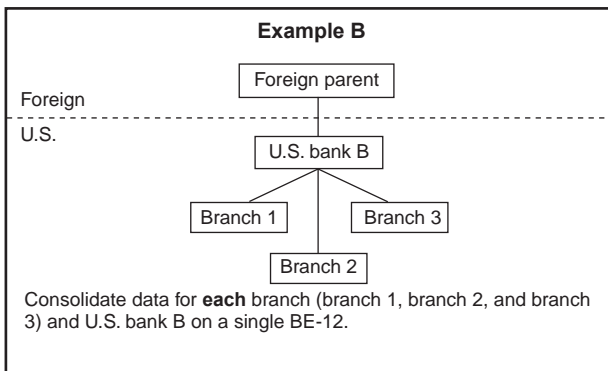 Example B
Foreign parent
Foreign
U.S.
U.S. bank B
Branch 1
Branch 3
Branch 2
Consolidate data for each branch (branch 1, branch 2, and branch
3) and U.S. bank B on a single BE-12.